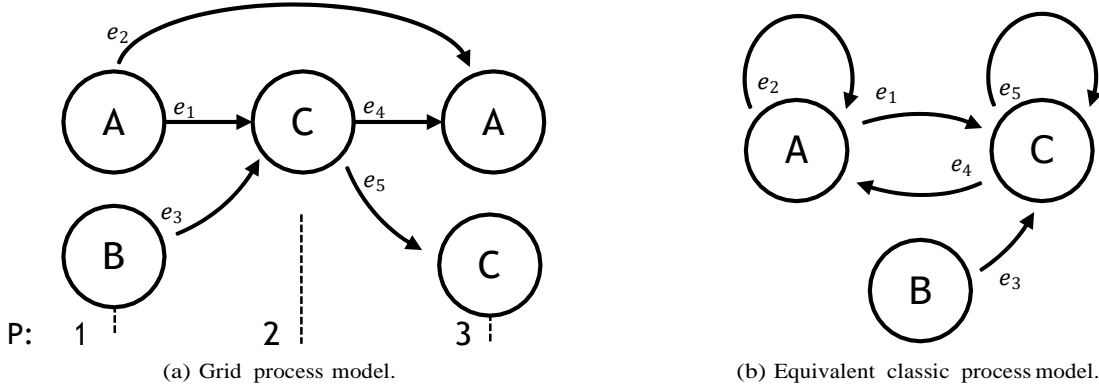 e₂
A e₁ C e₄ A
e₃ e₅
B C
P: 1 2 3
(a) Grid process model.
e₂ e₁ e₅
A C
e₄
B e₃
(b) Equivalent classic process model.